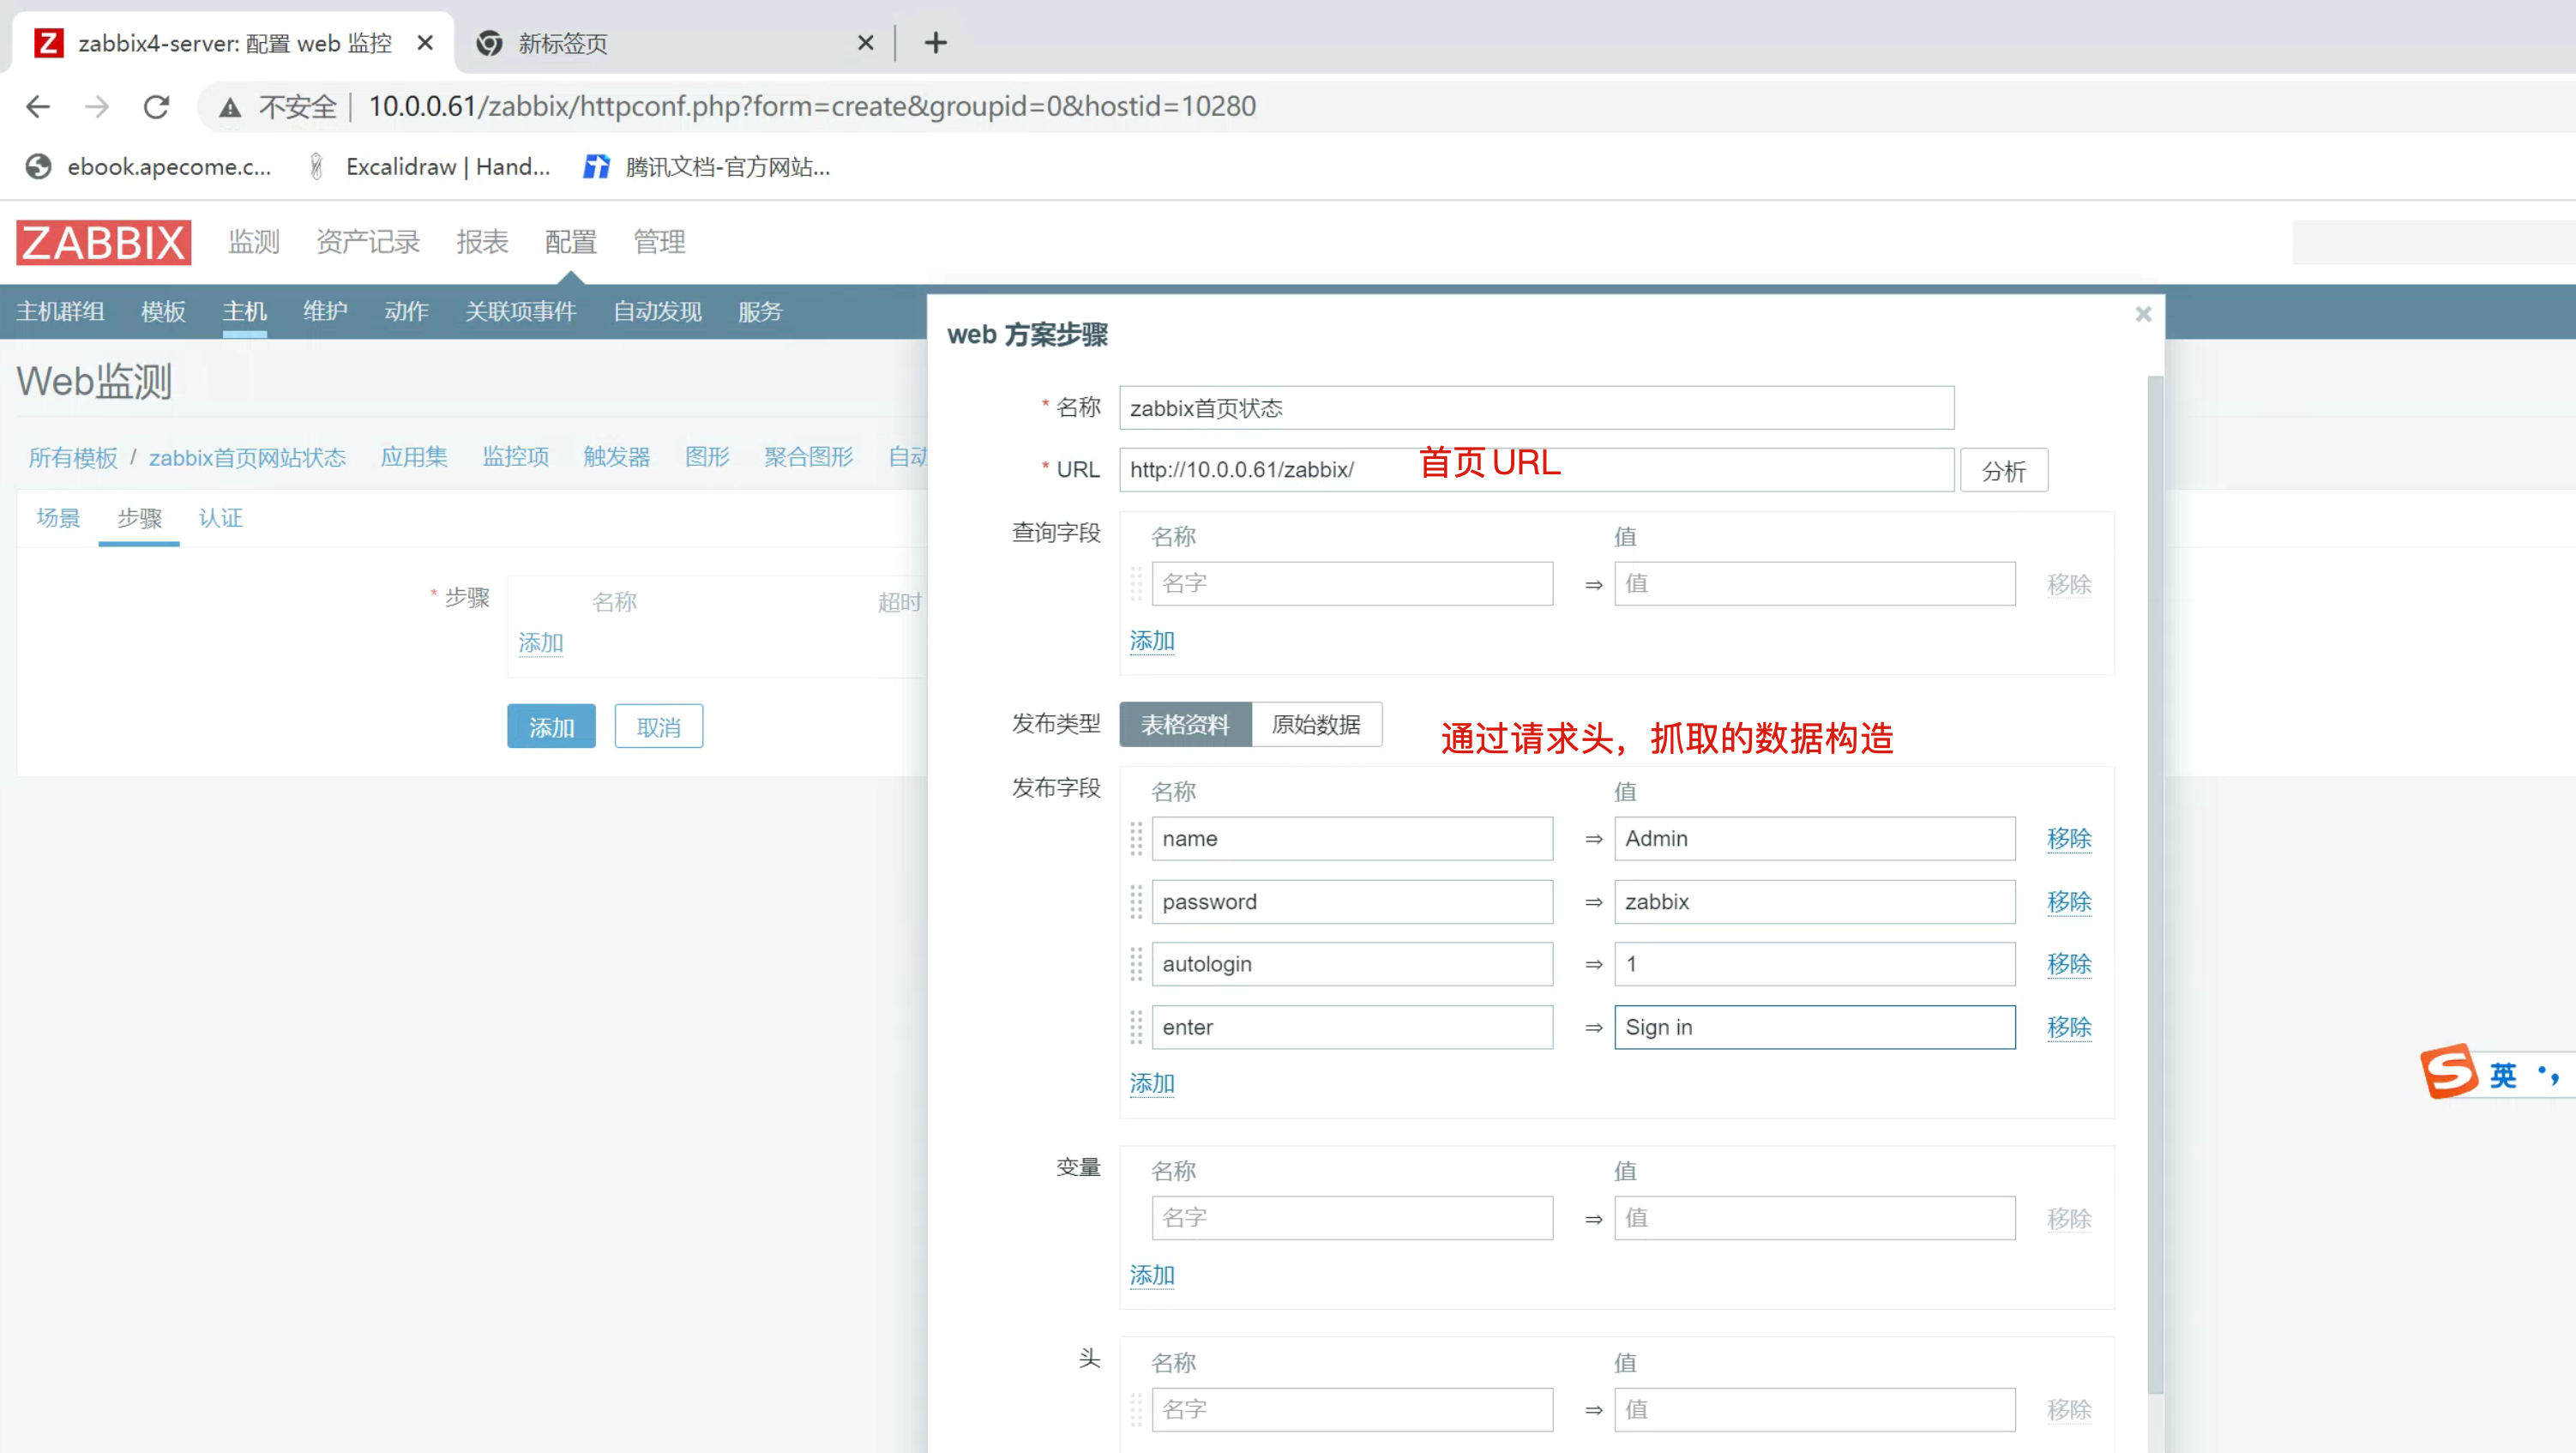 Z zabbix4-server: 配置 web 监控
新标签页
不安全 10.0.0.61/zabbix/httpconf.php?form=create&groupid=0&hostid=10280
ebook.apecome.c... Excalidraw | Hand... 腾讯文档-官方网站...
ZABBIX 监测 资产记录 报表 配置 管理
主机群组 模板 主机 维护 动作 关联项事件 自动发现 服务
web 方案步骤
Web监测
* 名称 zabbix首页状态
所有模板 / zabbix首页网站状态 应用集 监控项 触发器 图形 聚合图形 自动
* URL http://10.0.0.61/zabbix/ 首页URL 分析
场景 步骤 认证
查询字段 名称 值
名字 ⇒ 值 移除
添加
* 步骤 名称 超时
添加
添加 取消
发布类型 表格资料 原始数据 通过请求头，抓取的数据构造
发布字段 名称 值
name ⇒ Admin 移除
password ⇒ zabbix 移除
autologin ⇒ 1 移除
enter ⇒ Sign in 移除
添加
S 英
变量 名称 值
名字 ⇒ 值 移除
添加
头 名称 值
名字 ⇒ 值 移除